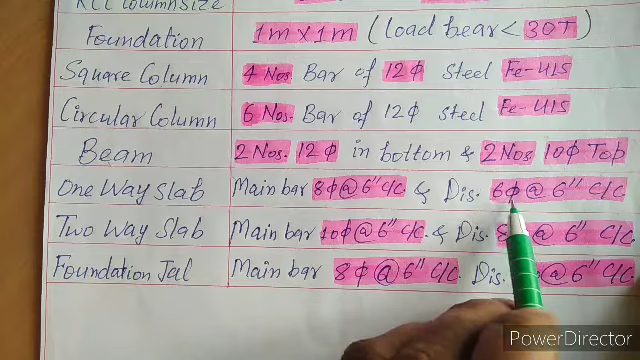 RCC Column Size
Foundation 1m x 1m (Load bear < 30T)
Square Column 4 Nos. Bar of 12ϕ Steel Fe-415
Circular Column 6 Nos. Bar of 12ϕ Steel Fe-415
Beam 2 Nos. 12ϕ in bottom & 2 Nos 10ϕ Top
One Way Slab Main bar 8ϕ@6" C/C & Dis. 6ϕ@6" C/C
Two Way Slab Main bar 10ϕ@6" C/C & Dis. @ 6" C/C
Foundation Jal Main bar 8ϕ@6" C/C Dis. @6" C/C
PowerDirector